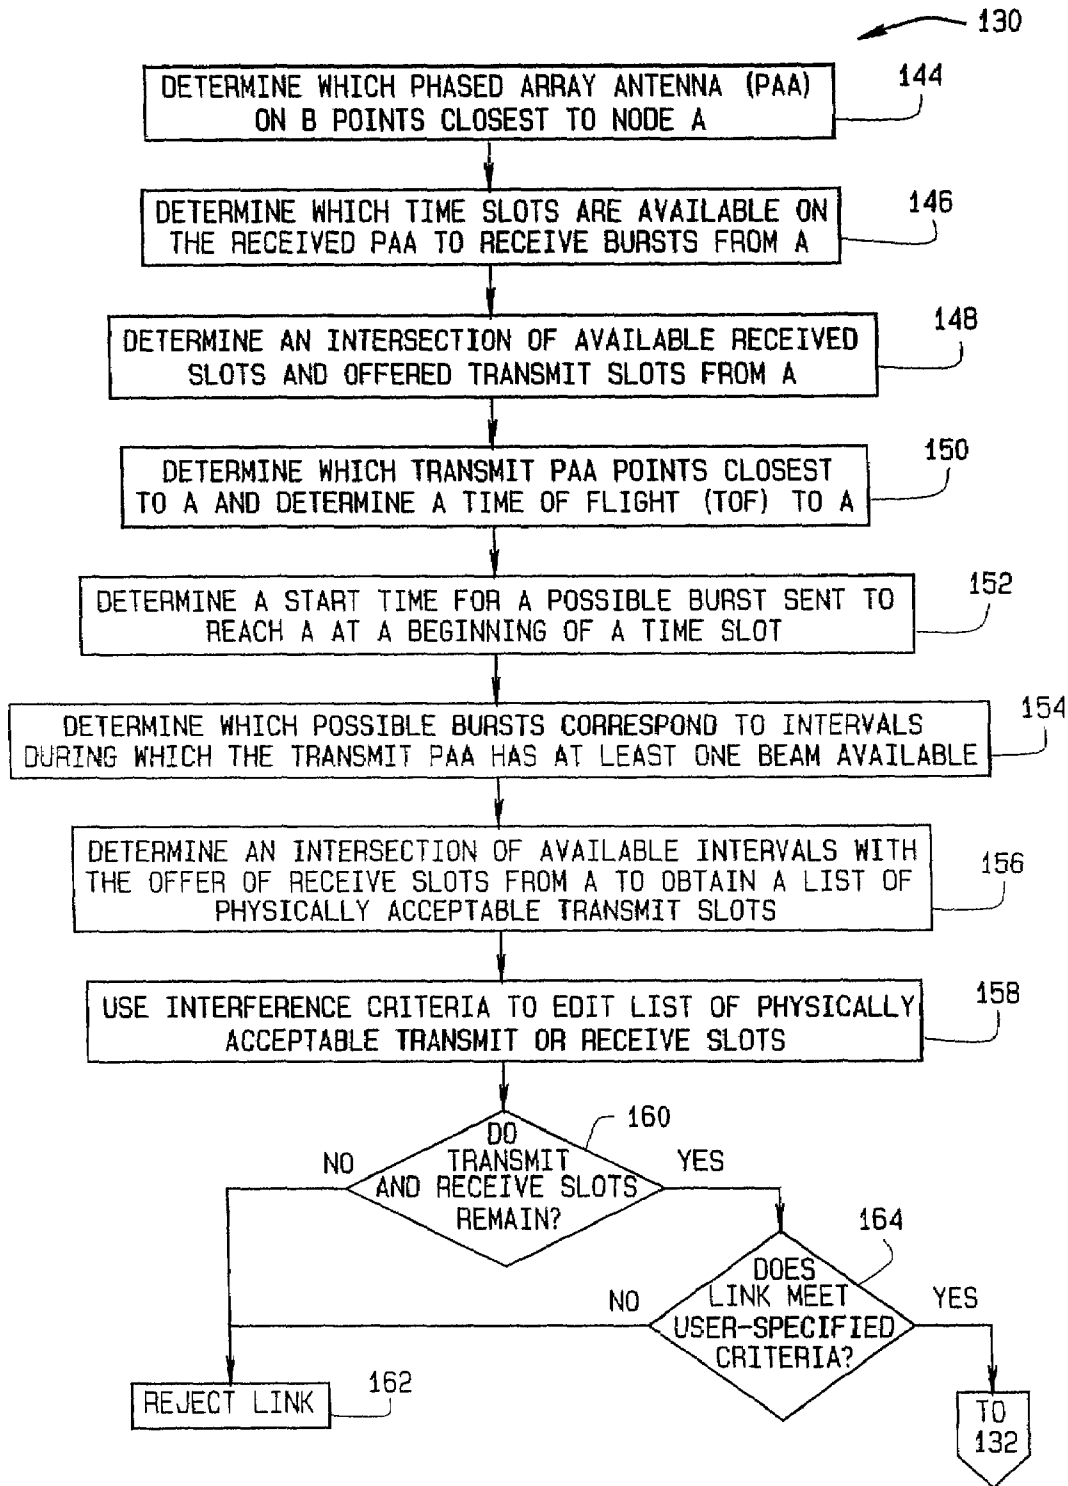 130
DETERMINE WHICH PHASED ARRAY ANTENNA (PAA)
ON B POINTS CLOSEST TO NODE A
144
DETERMINE WHICH TIME SLOTS ARE AVAILABLE ON
THE RECEIVED PAA TO RECEIVE BURSTS FROM A
146
DETERMINE AN INTERSECTION OF AVAILABLE RECEIVED
SLOTS AND OFFERED TRANSMIT SLOTS FROM A
148
DETERMINE WHICH TRANSMIT PAA POINTS CLOSEST
TO A AND DETERMINE A TIME OF FLIGHT (TOF) TO A
150
DETERMINE A START TIME FOR A POSSIBLE BURST SENT TO
REACH A AT A BEGINNING OF A TIME SLOT
152
DETERMINE WHICH POSSIBLE BURSTS CORRESPOND TO INTERVALS
DURING WHICH THE TRANSMIT PAA HAS AT LEAST ONE BEAM AVAILABLE
154
DETERMINE AN INTERSECTION OF AVAILABLE INTERVALS WITH
THE OFFER OF RECEIVE SLOTS FROM A TO OBTAIN A LIST OF
PHYSICALLY ACCEPTABLE TRANSMIT SLOTS
156
USE INTERFERENCE CRITERIA TO EDIT LIST OF PHYSICALLY
ACCEPTABLE TRANSMIT OR RECEIVE SLOTS
158
DO
TRANSMIT
AND RECEIVE SLOTS
REMAIN?
160
NO
YES
DOES
LINK MEET
USER-SPECIFIED
CRITERIA?
164
NO
YES
REJECT LINK
162
TO
132